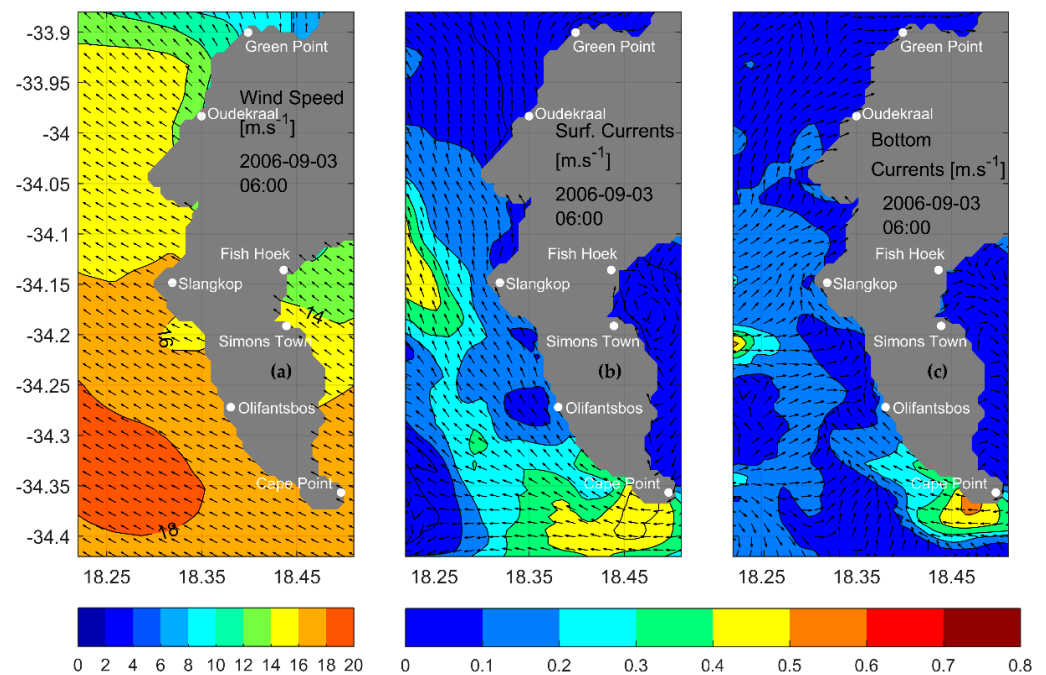 -33.9
-33.95
-34
-34.05
-34.1
-34.15
-34.2
-34.25
-34.3
-34.35
-34.4
Green Point
Oudekraal
Wind Speed
[m.s-1]
2006-09-03
06:00
Fish Hoek
Slangkop
14
16
Simons Town
(a)
Olifantsbos
Cape Point
18
18.25 18.35 18.45
Green Point
Oudekraal
Surf. Currents
[m.s-1]
2006-09-03
06:00
Fish Hoek
Slangkop
Simons Town
(b)
Olifantsbos
Cape Point
18.25 18.35 18.45
Green Point
Oudekraal
Bottom
Currents [m.s-1]
2006-09-03
06:00
Fish Hoek
Slangkop
Simons Town
(c)
Olifantsbos
Cape Point
18.25 18.35 18.45
0 2 4 6 8 10 12 14 16 18 20
0 0.1 0.2 0.3 0.4 0.5 0.6 0.7 0.8